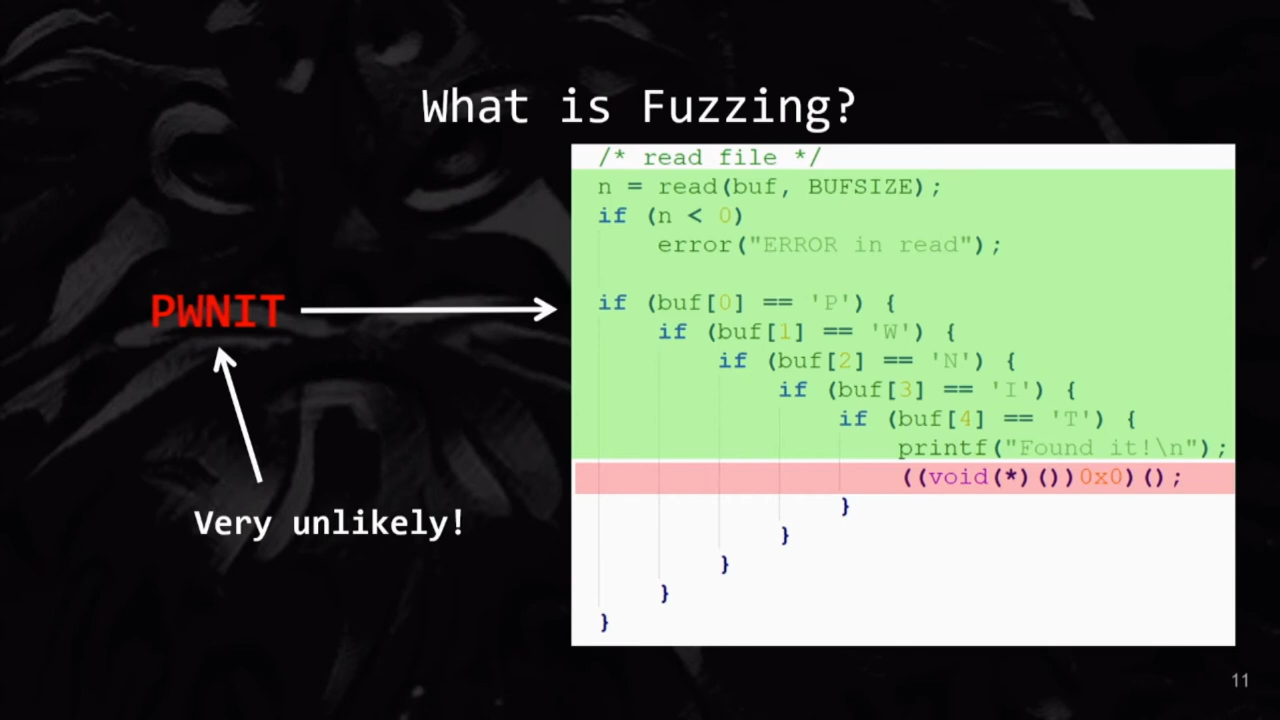 What is Fuzzing?
/* read file */
n = read(buf, BUFSIZE);
if (n < 0)
    error("ERROR in read");
if (buf[0] == 'P') {
    if (buf[1] == 'W') {
        if (buf[2] == 'N') {
            if (buf[3] == 'I') {
                if (buf[4] == 'T') {
                    printf("Found it!\n");
                    ((void(*)())0x0)();
                }
            }
        }
    }
}
PWNIT
Very unlikely!
11